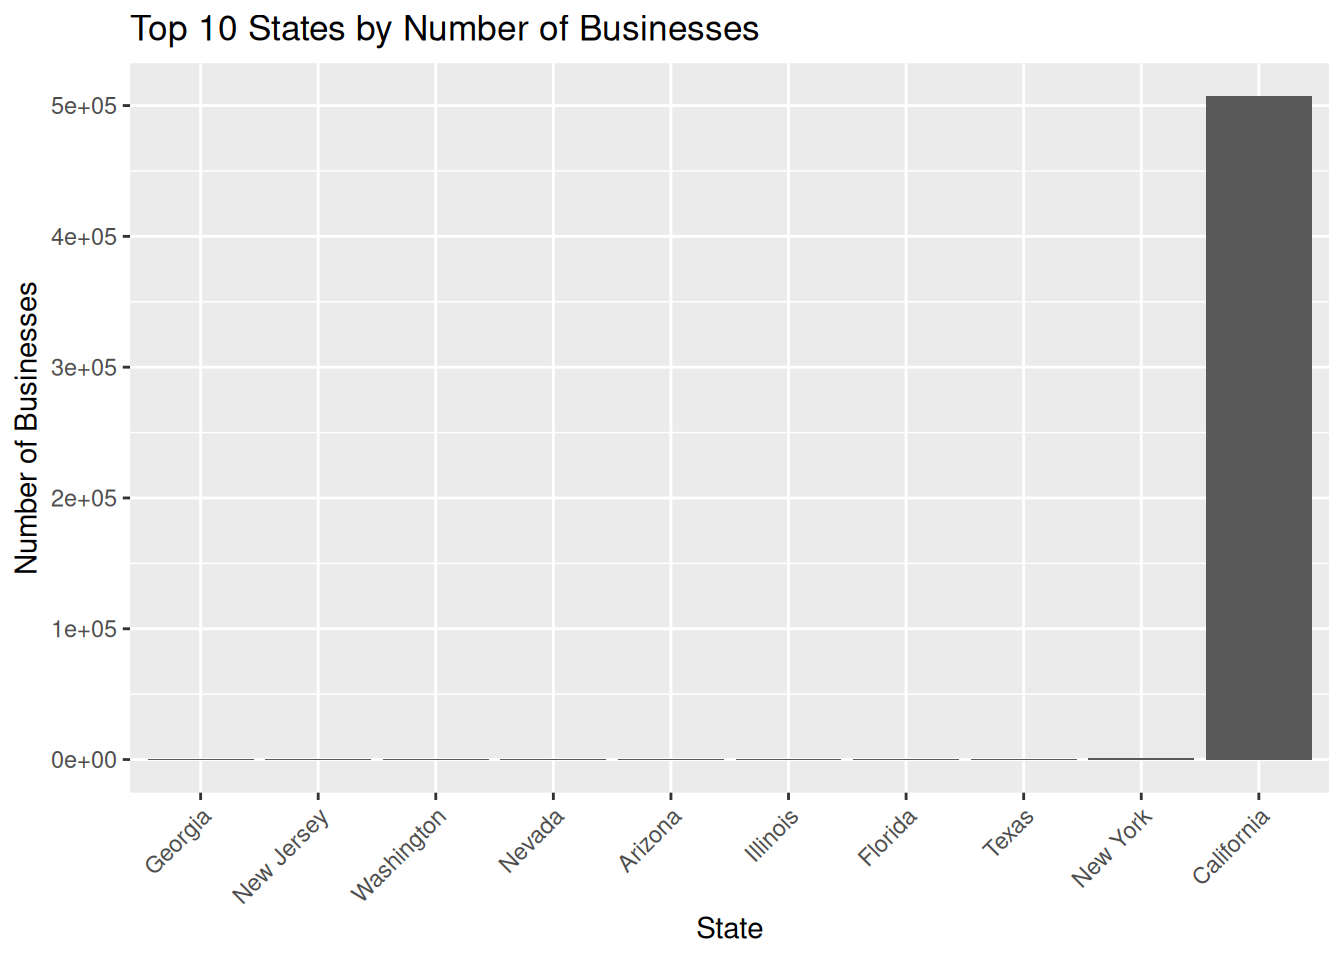 Top 10 States by Number of Businesses
Number of Businesses
5e+05
4e+05
3e+05
2e+05
1e+05
0e+00
Georgia
New Jersey
Washington
Nevada
Arizona
Illinois
Florida
Texas
New York
California
State